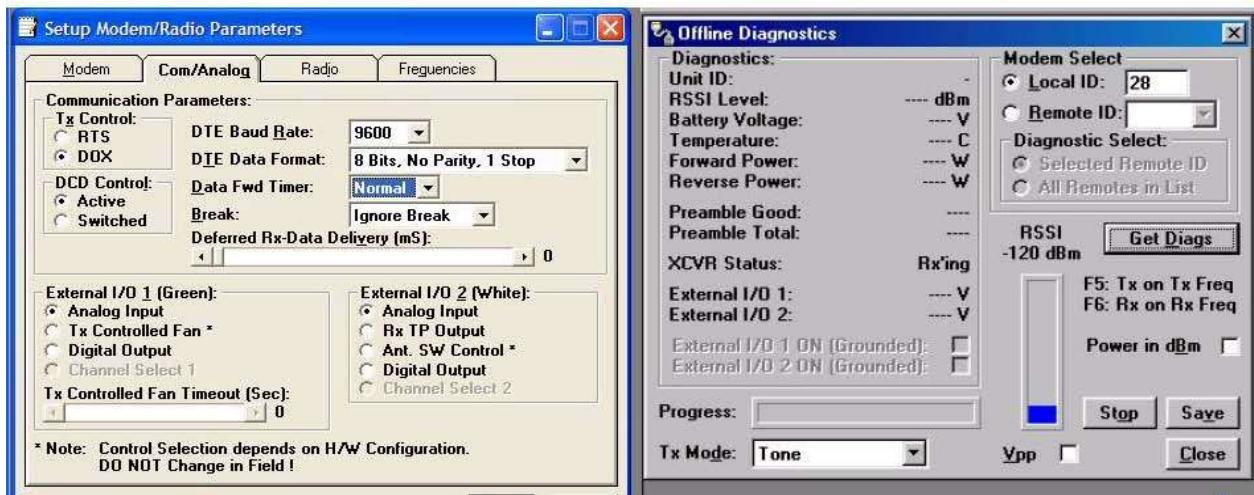 Setup Modem/Radio Parameters
Modem Com/Analog Radio Frequencies
Communication Parameters:
Tx Control:
RTS
DOX
DTE Baud Rate: 9600
DTE Data Format: 8 Bits, No Parity, 1 Stop
DCD Control:
Active
Switched
Data Fwd Timer: Normal
Break: Ignore Break
Deferred Rx-Data Delivery (mS):
0
External I/O 1 (Green):
Analog Input
Tx Controlled Fan *
Digital Output
Channel Select 1
Tx Controlled Fan Timeout (Sec):
0
External I/O 2 (White):
Analog Input
Rx TP Output
Ant. SW Control *
Digital Output
Channel Select 2
* Note: Control Selection depends on H/W Configuration.
DO NOT Change in Field !
Offline Diagnostics
Diagnostics:
Unit ID: -
RSSI Level: ---- dBm
Battery Voltage: ---- V
Temperature: ---- C
Forward Power: ---- W
Reverse Power: ---- W
Preamble Good: ----
Preamble Total: ----
XCVR Status: Rx'ing
External I/O 1: ---- V
External I/O 2: ---- V
External I/O 1 ON (Grounded):
External I/O 2 ON (Grounded):
Progress:
Tx Mode: Tone
Modem Select
Local ID: 28
Remote ID:
Diagnostic Select:
Selected Remote ID
All Remotes in List
RSSI
-120 dBm
Get Diags
F5: Tx on Tx Freq
F6: Rx on Rx Freq
Power in dBm
Stop Save
Vpp Close